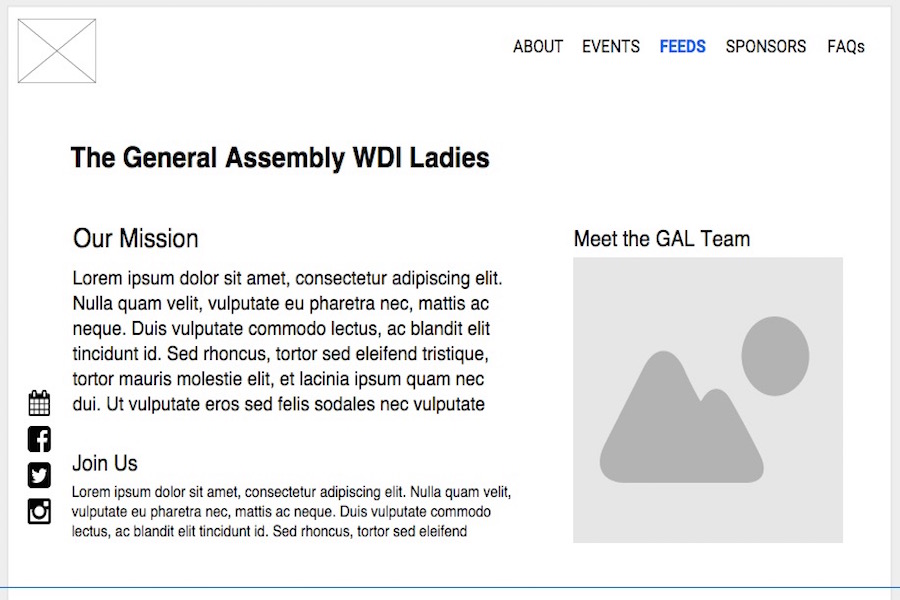 ABOUT EVENTS FEEDS SPONSORS FAQs
The General Assembly WDI Ladies
Our Mission
Lorem ipsum dolor sit amet, consectetur adipiscing elit.
Nulla quam velit, vulputate eu pharetra nec, mattis ac
neque. Duis vulputate commodo lectus, ac blandit elit
tincidunt id. Sed rhoncus, tortor sed eleifend tristique,
tortor mauris molestie elit, et lacinia ipsum quam nec
dui. Ut vulputate eros sed felis sodales nec vulputate
Join Us
Lorem ipsum dolor sit amet, consectetur adipiscing elit. Nulla quam velit,
vulputate eu pharetra nec, mattis ac neque. Duis vulputate commodo
lectus, ac blandit elit tincidunt id. Sed rhoncus, tortor sed eleifend
Meet the GAL Team